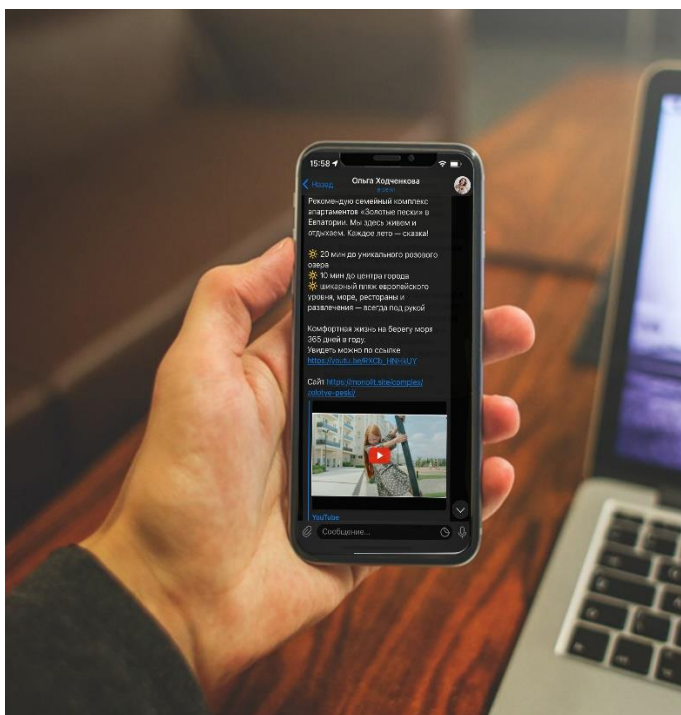 15:58
Назад
Ольга Ходченкова
Рекомендую семейный комплекс
апартаментов «Золотые пески» в
Евпатории. Мы здесь живем и
отдыхаем. Каждое лето — сказка!
20 мин до уникального розового
озера
10 мин до центра города
шикарный пляж европейского
уровня, море, рестораны и
развлечения — всегда под рукой
Комфортная жизнь на берегу моря
365 дней в году.
Увидеть можно по ссылке
Сайт https://monolit.site/complex/
zolotye-peski/
YouTube
Сообщение...